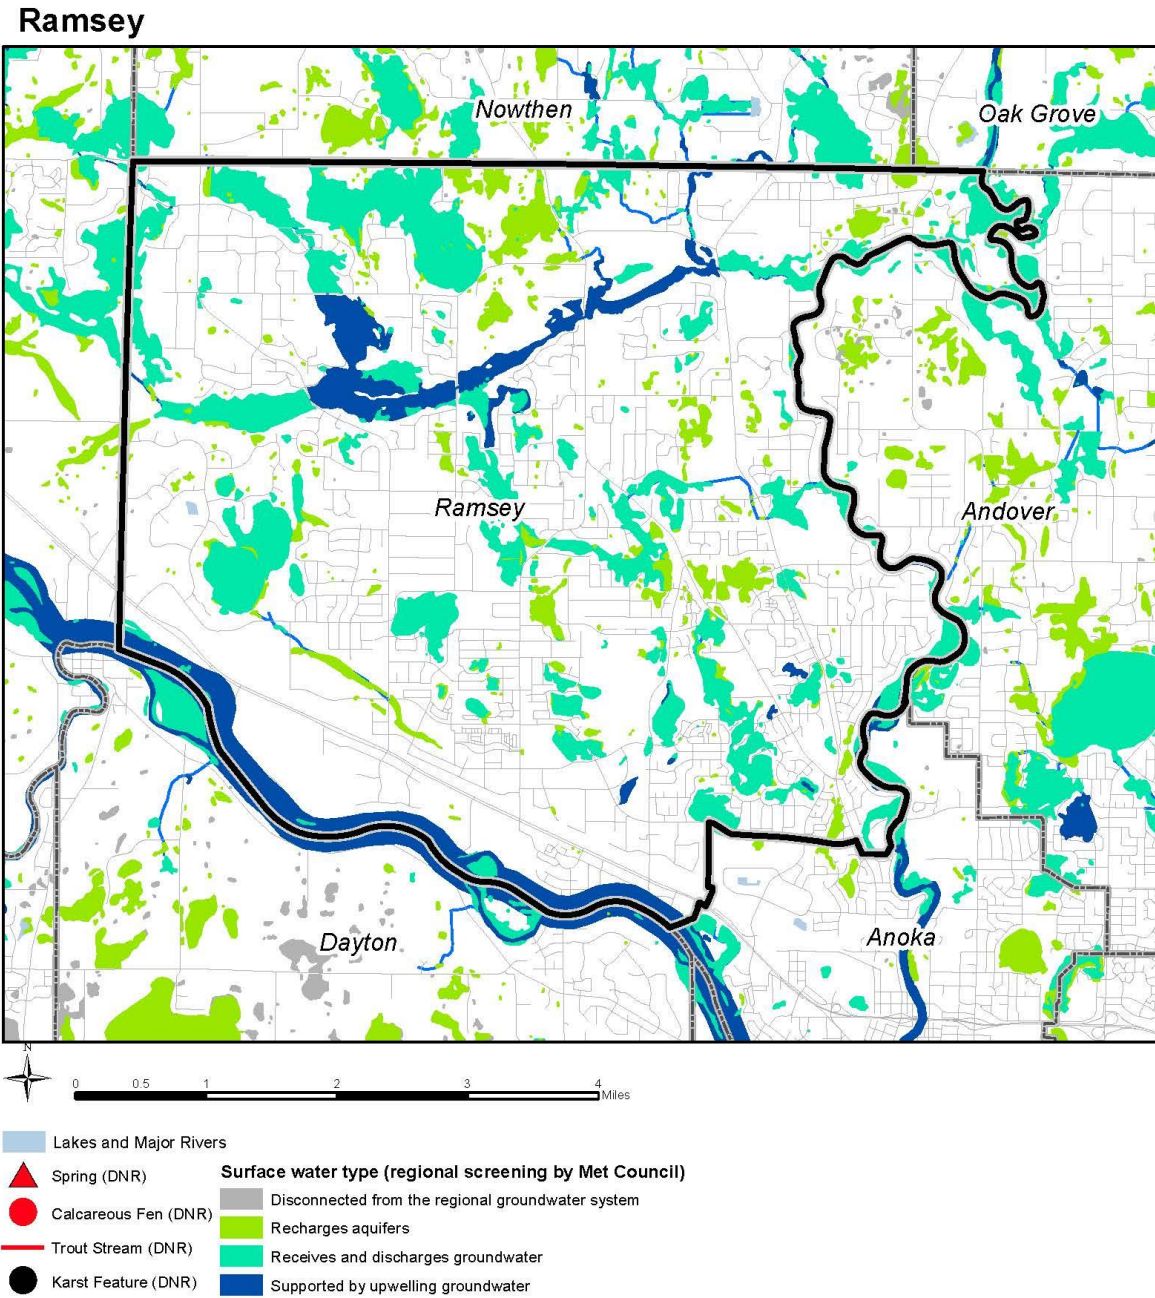 Ramsey
Nowthen
Oak Grove
Ramsey
Andover
Dayton
Anoka
N
0 0.5 1 2 3 4
Miles
Lakes and Major Rivers
Spring (DNR)
Calcareous Fen (DNR)
Trout Stream (DNR)
Karst Feature (DNR)
Surface water type (regional screening by Met Council)
Disconnected from the regional groundwater system
Recharges aquifers
Receives and discharges groundwater
Supported by upwelling groundwater